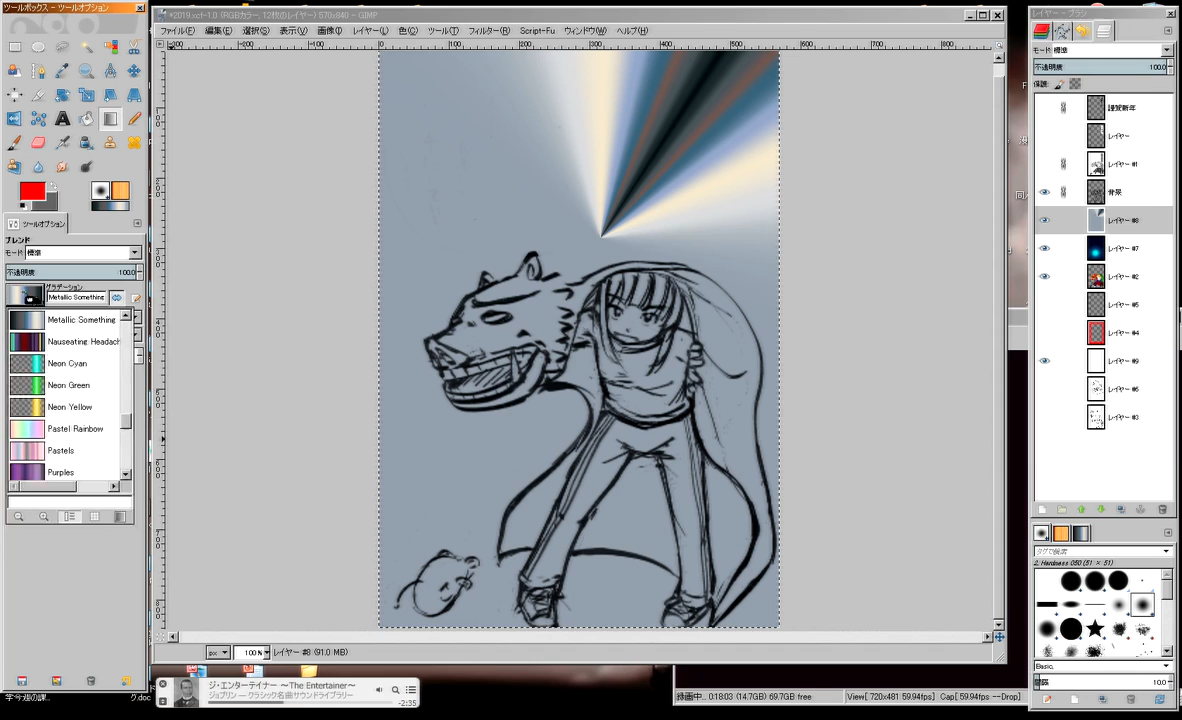 ツールボックス - ツールオプション
*2019.xcf-1.0 (RGBカラー, 12枚のレイヤー) 570x840 - GIMP
ファイル(F) 編集(E) 選択(S) 表示(V) 画像(I) レイヤー(L) 色(C) ツール(T) フィルター(R) Script-Fu ウィンドウ(W) ヘルプ(H)
ツールオプション
ブレンド
モード: 標準
不透明度 100.0
グラデーション
Metallic Something
Metallic Something
Nauseating Headach
Neon Cyan
Neon Green
Neon Yellow
Pastel Rainbow
Pastels
Purples
px 100% レイヤー #8 (91.0 MB)
ジ・エンターテイナー ~The Entertainer~
ジョプリン — クラシック名曲サウンドライブラリー
-2:35
録画中.. 0:18:03 (14.7GB) 69.7GB free
View[ 720x481 59.94fps] Cap[ 59.94fps --Drop]
レイヤー - ブラシ
モード: 標準
不透明度 100.0
保護:
謹賀新年
レイヤー
レイヤー #1
背景
レイヤー #8
レイヤー #7
レイヤー #2
レイヤー #5
レイヤー #4
レイヤー #9
レイヤー #6
レイヤー #3
タグで検索
2. Hardness 050 (51 × 51)
Basic,
間隔 10.0